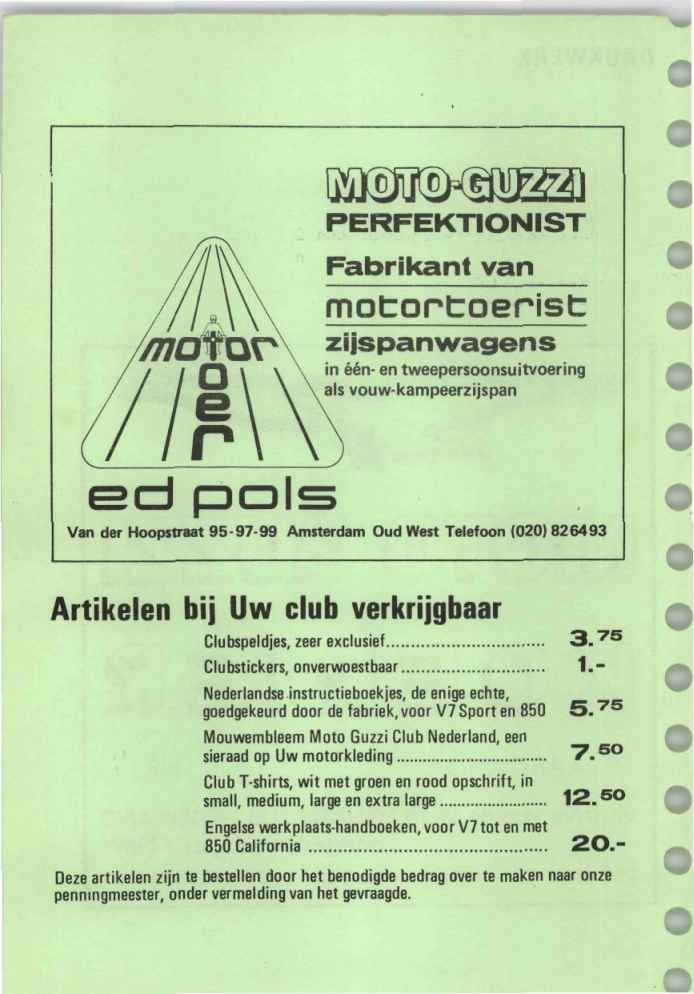 DRUKWERK
MOTO-GUZZI
PERFEKTIONIST
Fabrikant van
motortoerist
zijspanwagens
in één- en tweepersoonsuitvoering
als vouw-kampeerzijspan
motor
toer
ed pols
Van der Hoopstraat 95-97-99 Amsterdam Oud West Telefoon (020) 826493
Artikelen bij Uw club verkrijgbaar
Clubspeldjes, zeer exclusief................................ 3.75
Clubstickers, onverwoestbaar............................. 1.-
Nederlandse instructieboekjes, de enige echte,
goedgekeurd door de fabriek, voor V7 Sport en 850 5.75
Mouwembleem Moto Guzzi Club Nederland, een
sieraad op Uw motorkleding .................................. 7.50
Club T-shirts, wit met groen en rood opschrift, in
small, medium, large en extra large ........................ 12.50
Engelse werkplaats-handboeken, voor V7 tot en met
850 California ................................................ 20.-
Deze artikelen zijn te bestellen door het benodigde bedrag over te maken naar onze
penningmeester, onder vermelding van het gevraagde.